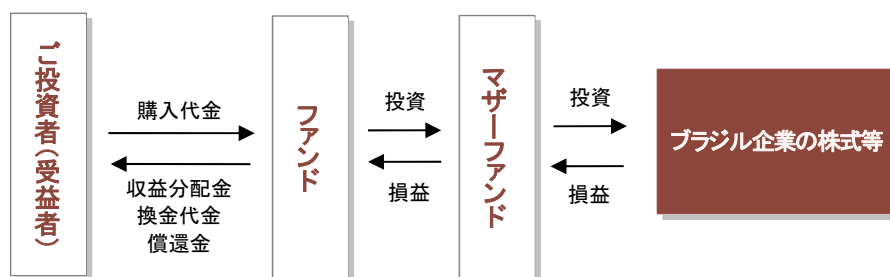 ご投資者(受益者)
購入代金
収益分配金
換金代金
償還金
ファンド
投資
損益
マザーファンド
投資
損益
ブラジル企業の株式等